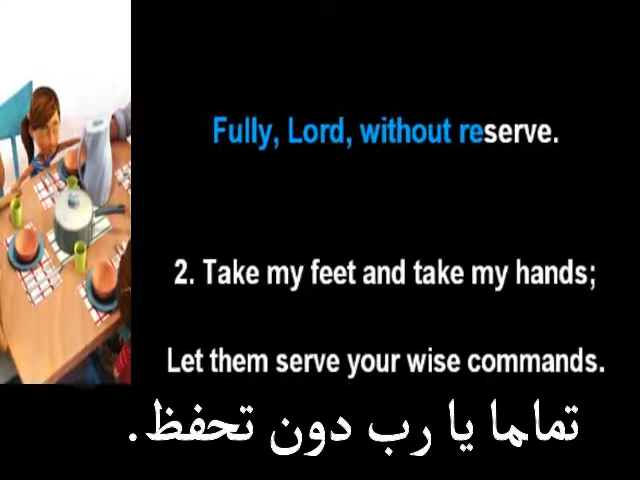 Fully, Lord, without reserve.
2. Take my feet and take my hands;
Let them serve your wise commands.
تماما يا رب دون تحفظ.